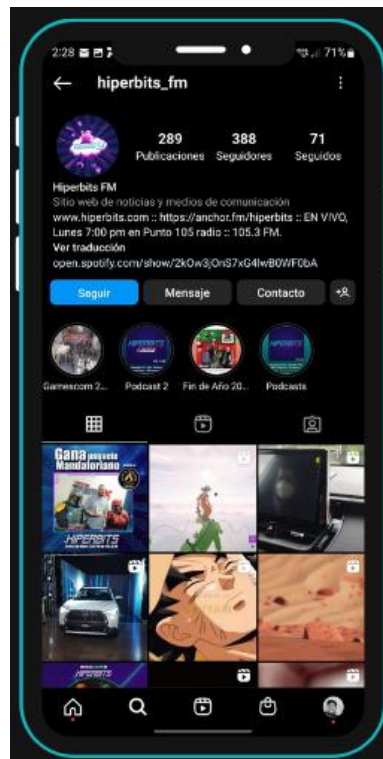 2:28
71%
hiperbits_fm
289
388
71
Publicaciones
Seguidores
Seguidos
Hiperbits FM
Sitio web de noticias y medios de comunicación
www.hiperbits.com :: https://anchor.fm/hiperbits :: EN VIVO,
Lunes 7:00 pm en Punto 105 radio :: 105.3 FM.
Ver traducción
open.spotify.com/show/2kOw3jOnS7xG4lwB0WF0bA
Seguir
Mensaje
Contacto
Gamescom 2...
Podcast 2
Fin de Año 20...
Podcasts
Gana
Mandaloriano
HIPERBITS
HIPERBITS